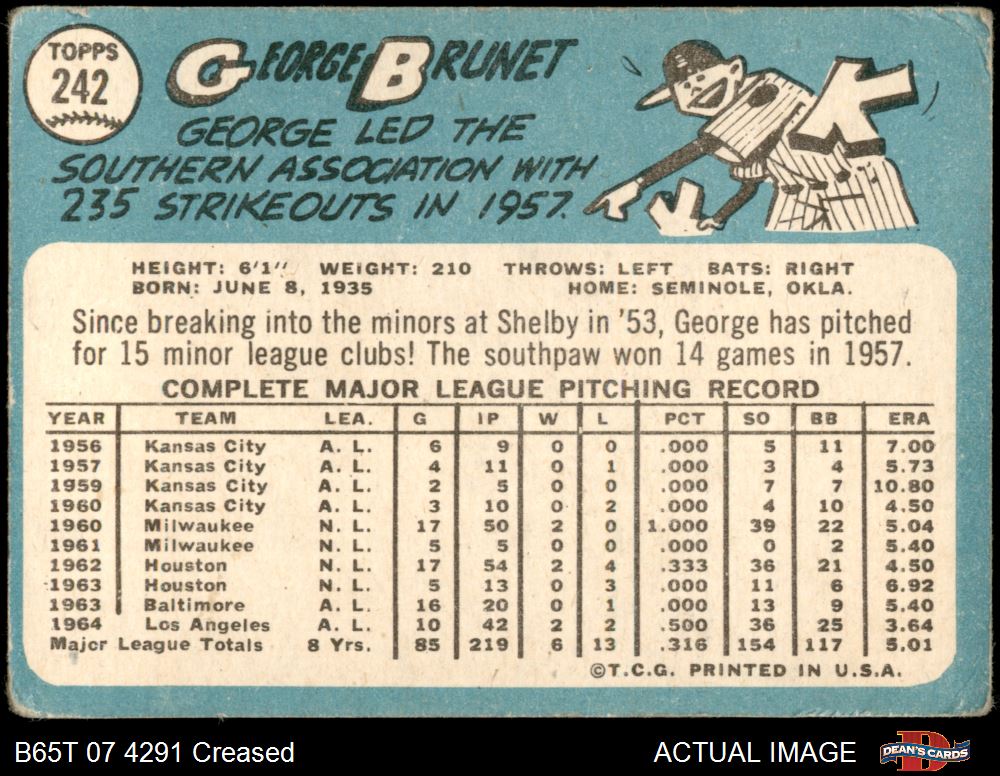 TOPPS
242
GEORGE BRUNET
GEORGE LED THE
SOUTHERN ASSOCIATION WITH
235 STRIKEOUTS IN 1957.
K
K
K
HEIGHT: 6'1" WEIGHT: 210 THROWS: LEFT BATS: RIGHT
BORN: JUNE 8, 1935 HOME: SEMINOLE, OKLA.
Since breaking into the minors at Shelby in '53, George has pitched
for 15 minor league clubs! The southpaw won 14 games in 1957.
COMPLETE MAJOR LEAGUE PITCHING RECORD
YEAR TEAM LEA. G IP W L PCT SO BB ERA
1956 Kansas City A. L. 6 9 0 0 .000 5 11 7.00
1957 Kansas City A. L. 4 11 0 1 .000 3 4 5.73
1959 Kansas City A. L. 2 5 0 0 .000 7 7 10.80
1960 Kansas City A. L. 3 10 0 2 .000 4 10 4.50
1960 Milwaukee N. L. 17 50 2 0 1.000 39 22 5.04
1961 Milwaukee N. L. 5 5 0 0 .000 0 2 5.40
1962 Houston N. L. 17 54 2 4 .333 36 21 4.50
1963 Houston N. L. 5 13 0 3 .000 11 6 6.92
1963 Baltimore A. L. 16 20 0 1 .000 13 9 5.40
1964 Los Angeles A. L. 10 42 2 2 .500 36 25 3.64
Major League Totals 8 Yrs. 85 219 6 13 .316 154 117 5.01
©T.C.G. PRINTED IN U.S.A.
B65T 07 4291 Creased ACTUAL IMAGE DEAN'S CARDS